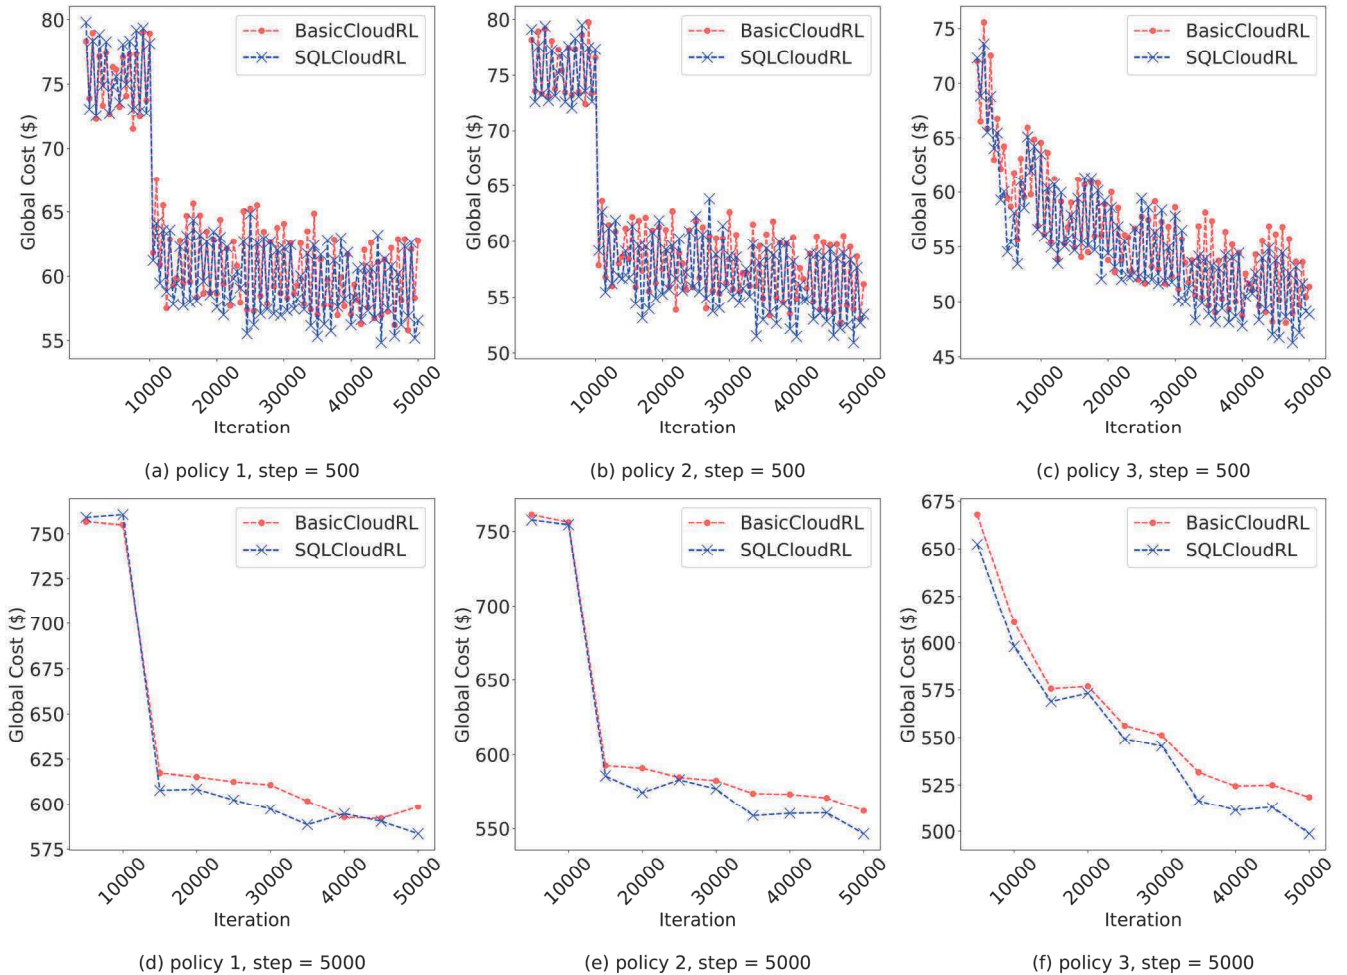 80
75
70
65
60
55
Global Cost ($)
BasicCloudRL
SQLCloudRL
10000
20000
30000
40000
50000
Iteration
(a) policy 1, step = 500
80
75
70
65
60
55
50
Global Cost ($)
BasicCloudRL
SQLCloudRL
10000
20000
30000
40000
50000
Iteration
(b) policy 2, step = 500
75
70
65
60
55
50
45
Global Cost ($)
BasicCloudRL
SQLCloudRL
10000
20000
30000
40000
50000
Iteration
(c) policy 3, step = 500
750
725
700
675
650
625
600
575
Global Cost ($)
BasicCloudRL
SQLCloudRL
10000
20000
30000
40000
50000
Iteration
(d) policy 1, step = 5000
750
700
650
600
550
Global Cost ($)
BasicCloudRL
SQLCloudRL
10000
20000
30000
40000
50000
Iteration
(e) policy 2, step = 5000
675
650
625
600
575
550
525
500
Global Cost ($)
BasicCloudRL
SQLCloudRL
10000
20000
30000
40000
50000
Iteration
(f) policy 3, step = 5000